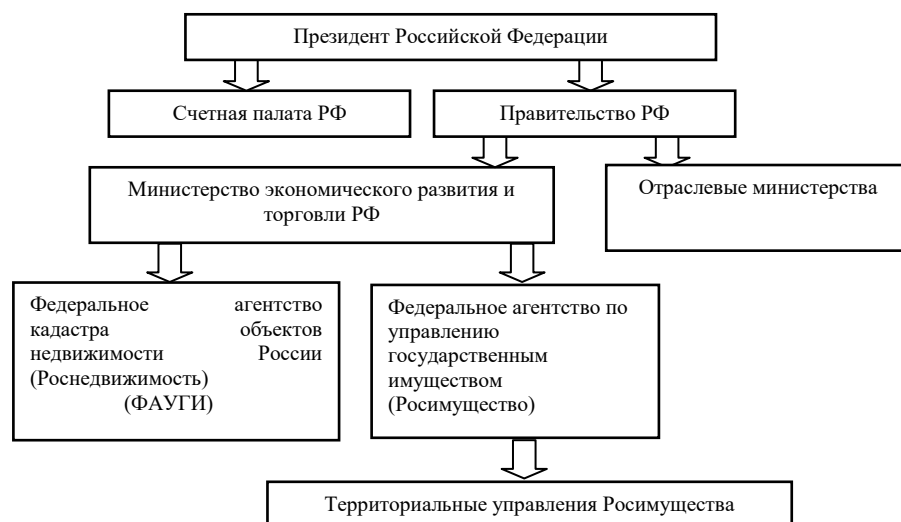 Президент Российской Федерации
Счетная палата РФ
Правительство РФ
Министерство экономического развития и
торговли РФ
Отраслевые министерства
Федеральное агентство
кадастра объектов
недвижимости России
(Роснедвижимость)
(ФАУГИ)
Федеральное агентство по
управлению
государственным
имуществом
(Росимущество)
Территориальные управления Росимущества